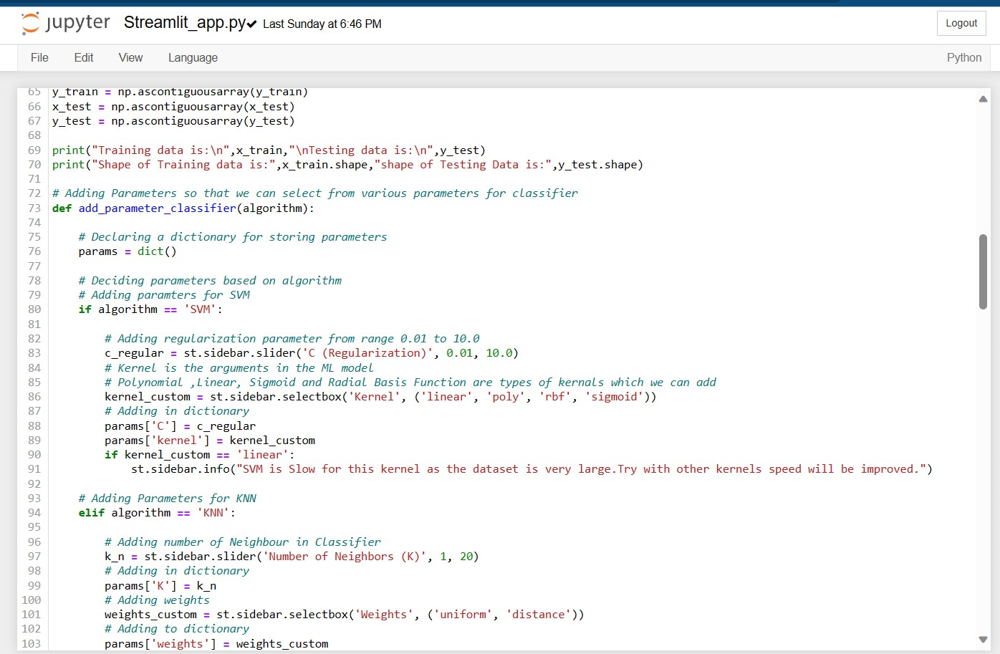 jupyter Streamlit_app.py✔ Last Sunday at 6:46 PM Logout
File Edit View Language Python
65 y_train = np.ascontiguousarray(y_train)
66 x_test = np.ascontiguousarray(x_test)
67 y_test = np.ascontiguousarray(y_test)
68
69 print("Training data is:\n",x_train,"\nTesting data is:\n",y_test)
70 print("Shape of Training data is:",x_train.shape,"shape of Testing Data is:",y_test.shape)
71
72 # Adding Parameters so that we can select from various parameters for classifier
73 def add_parameter_classifier(algorithm):
74
75     # Declaring a dictionary for storing parameters
76     params = dict()
77
78     # Deciding parameters based on algorithm
79     # Adding paramters for SVM
80     if algorithm == 'SVM':
81
82         # Adding regularization parameter from range 0.01 to 10.0
83         c_regular = st.sidebar.slider('C (Regularization)', 0.01, 10.0)
84         # Kernel is the arguments in the ML model
85         # Polynomial ,Linear, Sigmoid and Radial Basis Function are types of kernals which we can add
86         kernel_custom = st.sidebar.selectbox('Kernel', ('linear', 'poly', 'rbf', 'sigmoid'))
87         # Adding in dictionary
88         params['C'] = c_regular
89         params['kernel'] = kernel_custom
90         if kernel_custom == 'linear':
91             st.sidebar.info("SVM is Slow for this kernel as the dataset is very large.Try with other kernels speed will be improved.")
92
93     # Adding Parameters for KNN
94     elif algorithm == 'KNN':
95
96         # Adding number of Neighbour in Classifier
97         k_n = st.sidebar.slider('Number of Neighbors (K)', 1, 20)
98         # Adding in dictionary
99         params['K'] = k_n
100         # Adding weights
101         weights_custom = st.sidebar.selectbox('Weights', ('uniform', 'distance'))
102         # Adding to dictionary
103         params['weights'] = weights_custom